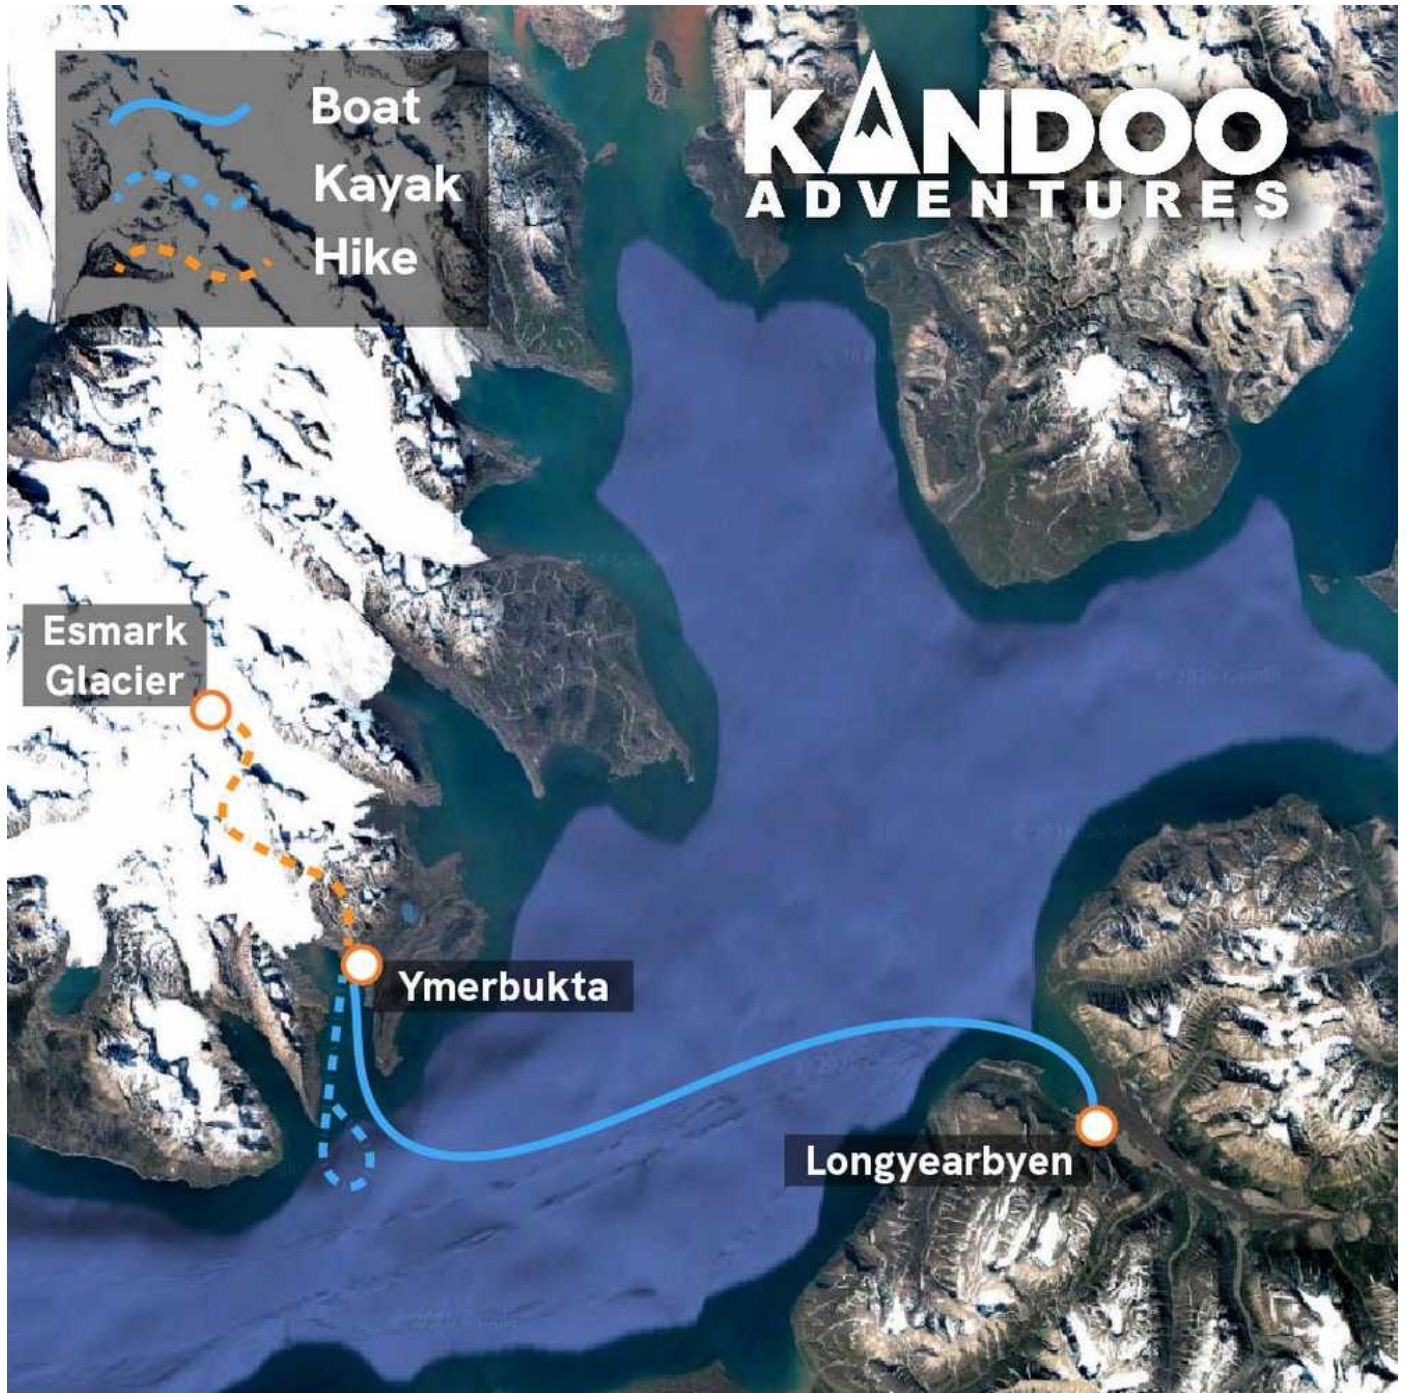 Boat
Kayak
Hike
KANDOO
ADVENTURES
Esmark
Glacier
Ymerbukta
Longyearbyen